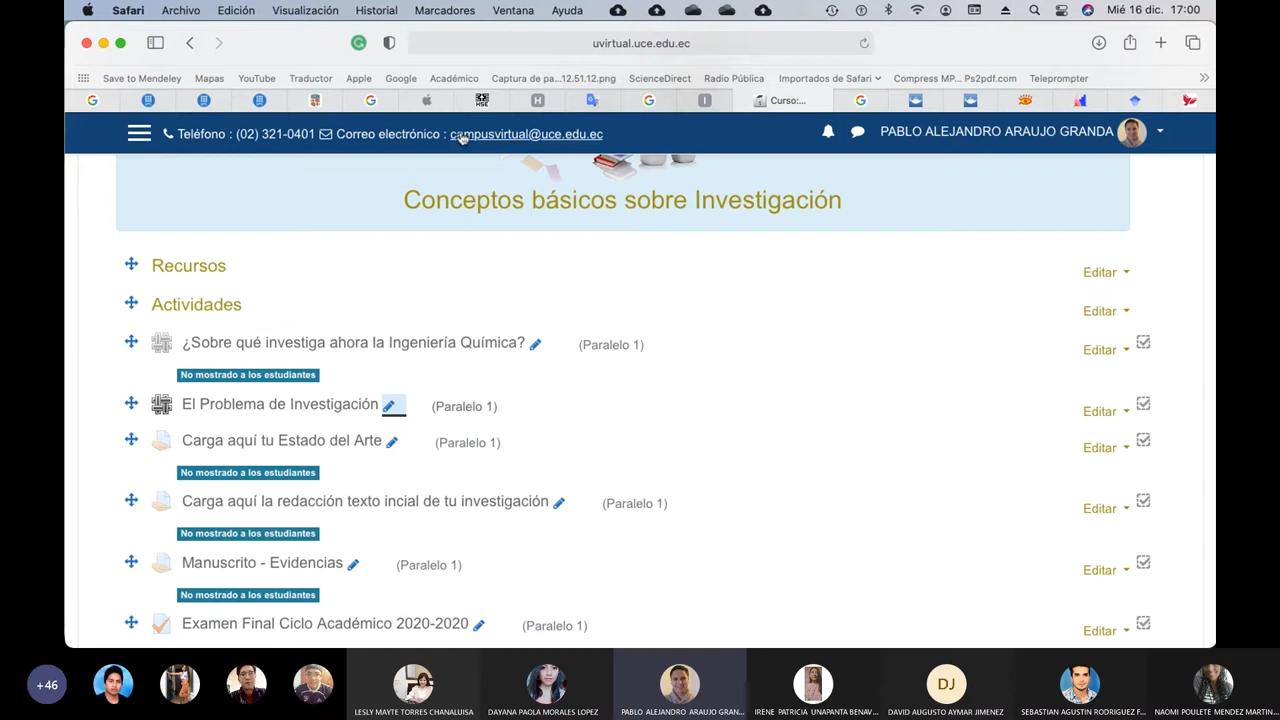 Safari Archivo Edición Visualización Historial Marcadores Ventana Ayuda Mié 16 dic. 17:00
uvirtual.uce.edu.ec
Save to Mendeley Mapas YouTube Traductor Apple Google Académico Captura de pa...12.51.12.png ScienceDirect Radio Pública Importados de Safari Compress MP... Ps2pdf.com Teleprompter
HSE Curso:...
Teléfono : (02) 321-0401 Correo electrónico : campusvirtual@uce.edu.ec PABLO ALEJANDRO ARAUJO GRANDA
Conceptos básicos sobre Investigación
Recursos Editar
Actividades Editar
¿Sobre qué investiga ahora la Ingeniería Química? (Paralelo 1) Editar
No mostrado a los estudiantes
El Problema de Investigación (Paralelo 1) Editar
Carga aquí tu Estado del Arte (Paralelo 1) Editar
No mostrado a los estudiantes
Carga aquí la redacción texto incial de tu investigación (Paralelo 1) Editar
No mostrado a los estudiantes
Manuscrito - Evidencias (Paralelo 1) Editar
No mostrado a los estudiantes
Examen Final Ciclo Académico 2020-2020 (Paralelo 1) Editar
+46 DJ
LESLY MAYTE TORRES CHANALUISA DAYANA PAOLA MORALES LOPEZ PABLO ALEJANDRO ARAUJO GRAN... IRENE PATRICIA UNAPANTA BENAV... DAVID AUGUSTO AYMAR JIMENEZ SEBASTIAN AGUSTIN RODRIGUEZ F... NAOMI POULETE MENDEZ MARTIN...